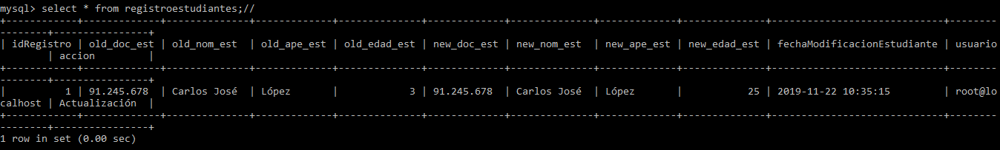 mysql> select * from registroestudiantes;//
+------------+-------------+-------------+-------------+--------------+-------------+-------------+-------------+--------------+----------------------------+--------
--------+---------------+
| idRegistro | old_doc_est | old_nom_est | old_ape_est | old_edad_est | new_doc_est | new_nom_est | new_ape_est | new_edad_est | fechaModificacionEstudiante | usuario
        | accion        |
+------------+-------------+-------------+-------------+--------------+-------------+-------------+-------------+--------------+----------------------------+--------
--------+---------------+
|          1 | 91.245.678  | Carlos José | López       |            3 | 91.245.678  | Carlos José | López       |           25 | 2019-11-22 10:35:15         | root@lo
calhost | Actualización |
+------------+-------------+-------------+-------------+--------------+-------------+-------------+-------------+--------------+----------------------------+--------
--------+---------------+
1 row in set (0.00 sec)